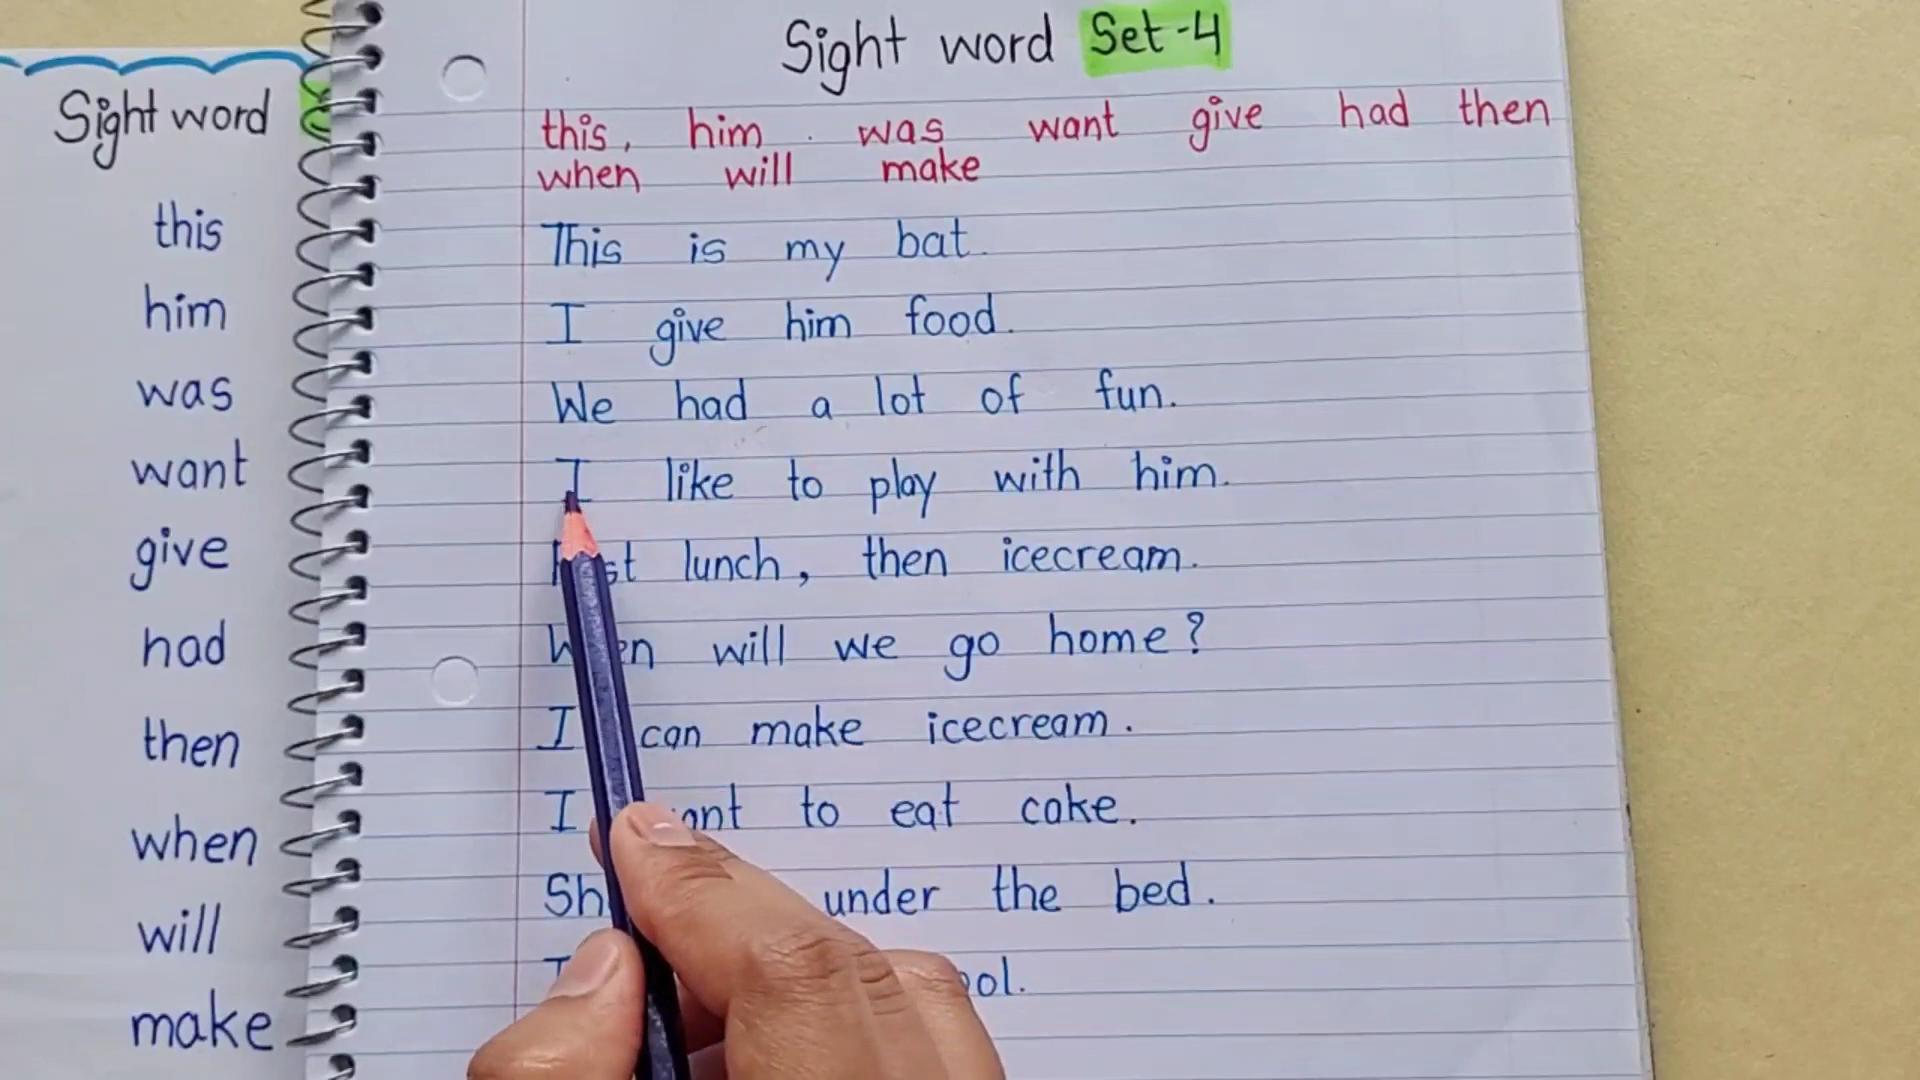 Sight word
this
him
was
want
give
had
then
when
will
make
Sight word Set-4
this, him was want give had then
when will make
This is my bat.
I give him food.
We had a lot of fun.
I like to play with him.
lunch, then icecream.
will we go home?
I can make icecream.
I to eat cake.
under the bed.